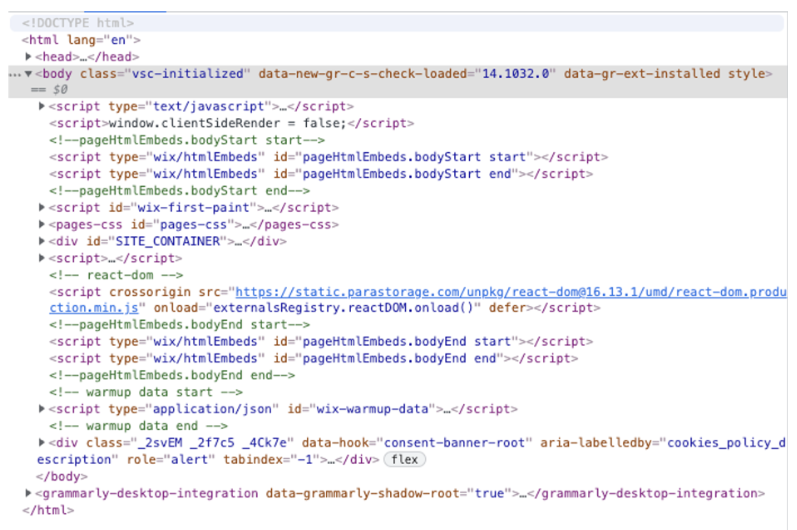 <!DOCTYPE html>
<html lang="en">
▶<head>…</head>
…▼<body class="vsc-initialized" data-new-gr-c-s-check-loaded="14.1032.0" data-gr-ext-installed style>
== $0
▶<script type="text/javascript">…</script>
<script>window.clientSideRender = false;</script>
<!--pageHtmlEmbeds.bodyStart start-->
<script type="wix/htmlEmbeds" id="pageHtmlEmbeds.bodyStart start"></script>
<script type="wix/htmlEmbeds" id="pageHtmlEmbeds.bodyStart end"></script>
<!--pageHtmlEmbeds.bodyStart end-->
▶<script id="wix-first-paint">…</script>
▶<pages-css id="pages-css">…</pages-css>
▶<div id="SITE_CONTAINER">…</div>
▶<script>…</script>
<!-- react-dom -->
<script crossorigin src="https://static.parastorage.com/unpkg/react-dom@16.13.1/umd/react-dom.produ
ction.min.js" onload="externalsRegistry.reactDOM.onload()" defer></script>
<!--pageHtmlEmbeds.bodyEnd start-->
<script type="wix/htmlEmbeds" id="pageHtmlEmbeds.bodyEnd start"></script>
<script type="wix/htmlEmbeds" id="pageHtmlEmbeds.bodyEnd end"></script>
<!--pageHtmlEmbeds.bodyEnd end-->
<!-- warmup data start -->
▶<script type="application/json" id="wix-warmup-data">…</script>
<!-- warmup data end -->
▶<div class="_2svEM _2f7c5 _4Ck7e" data-hook="consent-banner-root" aria-labelledby="cookies_policy_d
escription" role="alert" tabindex="-1">…</div> flex
</body>
▶<grammarly-desktop-integration data-grammarly-shadow-root="true">…</grammarly-desktop-integration>
</html>